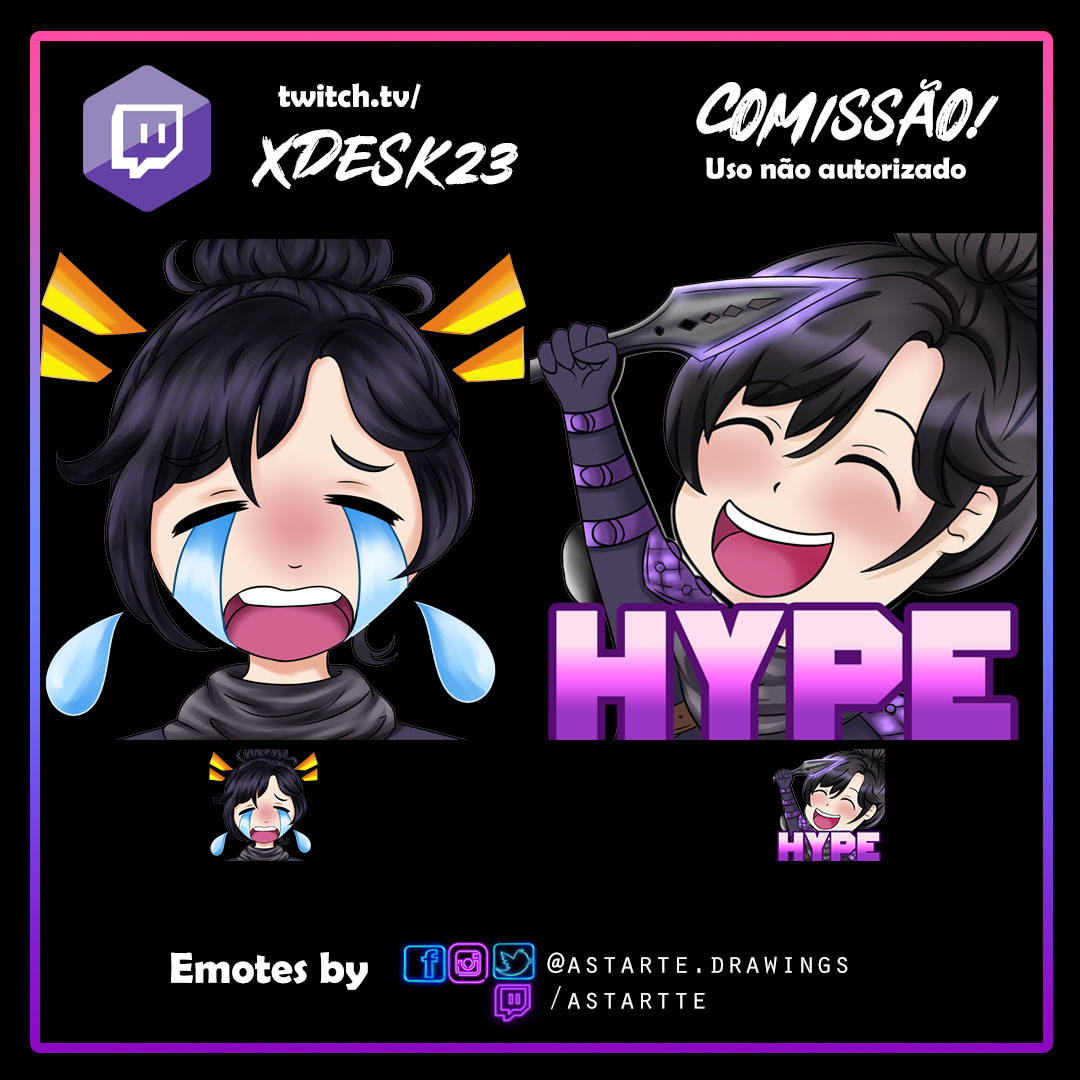 twitch.tv/
XDESK23
COMISSÃO!
Uso não autorizado
HYPE
HYPE
Emotes by
@ASTARTE.DRAWINGS
/ASTARTTE